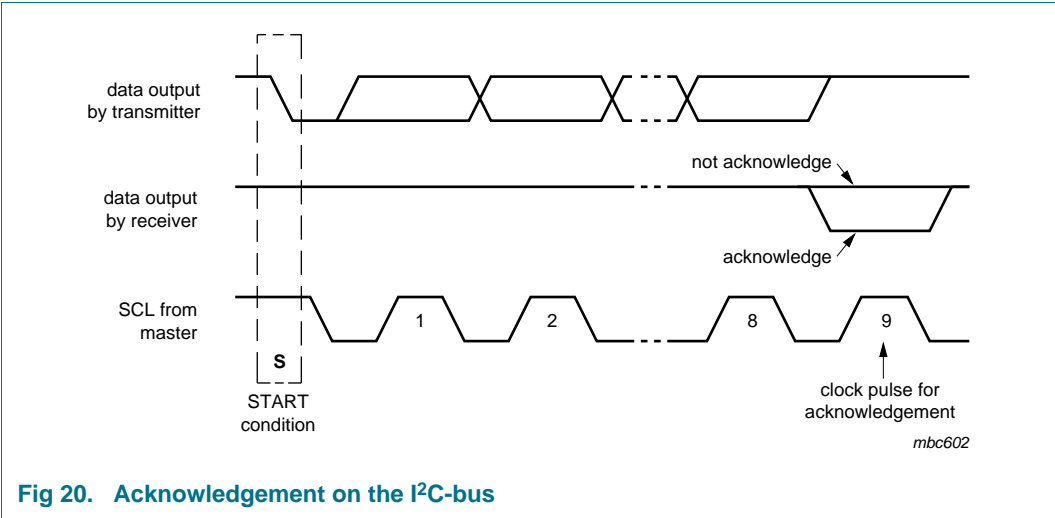 data output
by transmitter
not acknowledge
data output
by receiver
acknowledge
SCL from
master
1
2
8
9
S
START
condition
clock pulse for
acknowledgement
mbc602
Fig 20. Acknowledgement on the I²C-bus